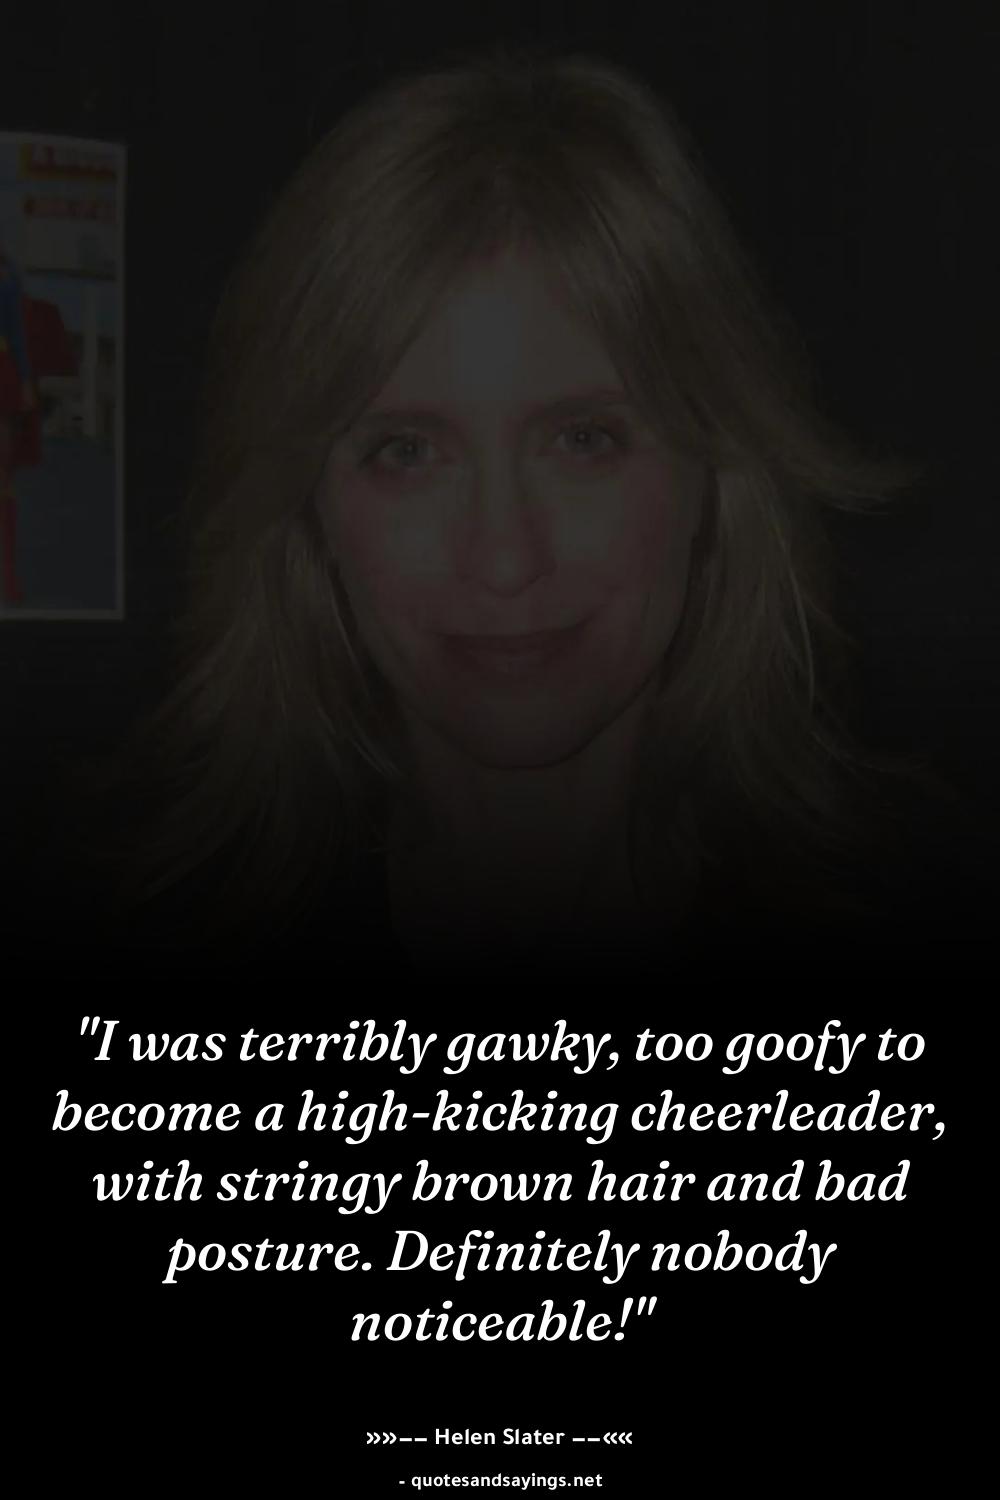 "I was terribly gawky, too goofy to
become a high-kicking cheerleader,
with stringy brown hair and bad
posture. Definitely nobody
noticeable!"
»»–– Helen Slater ––««
- quotesandsayings.net